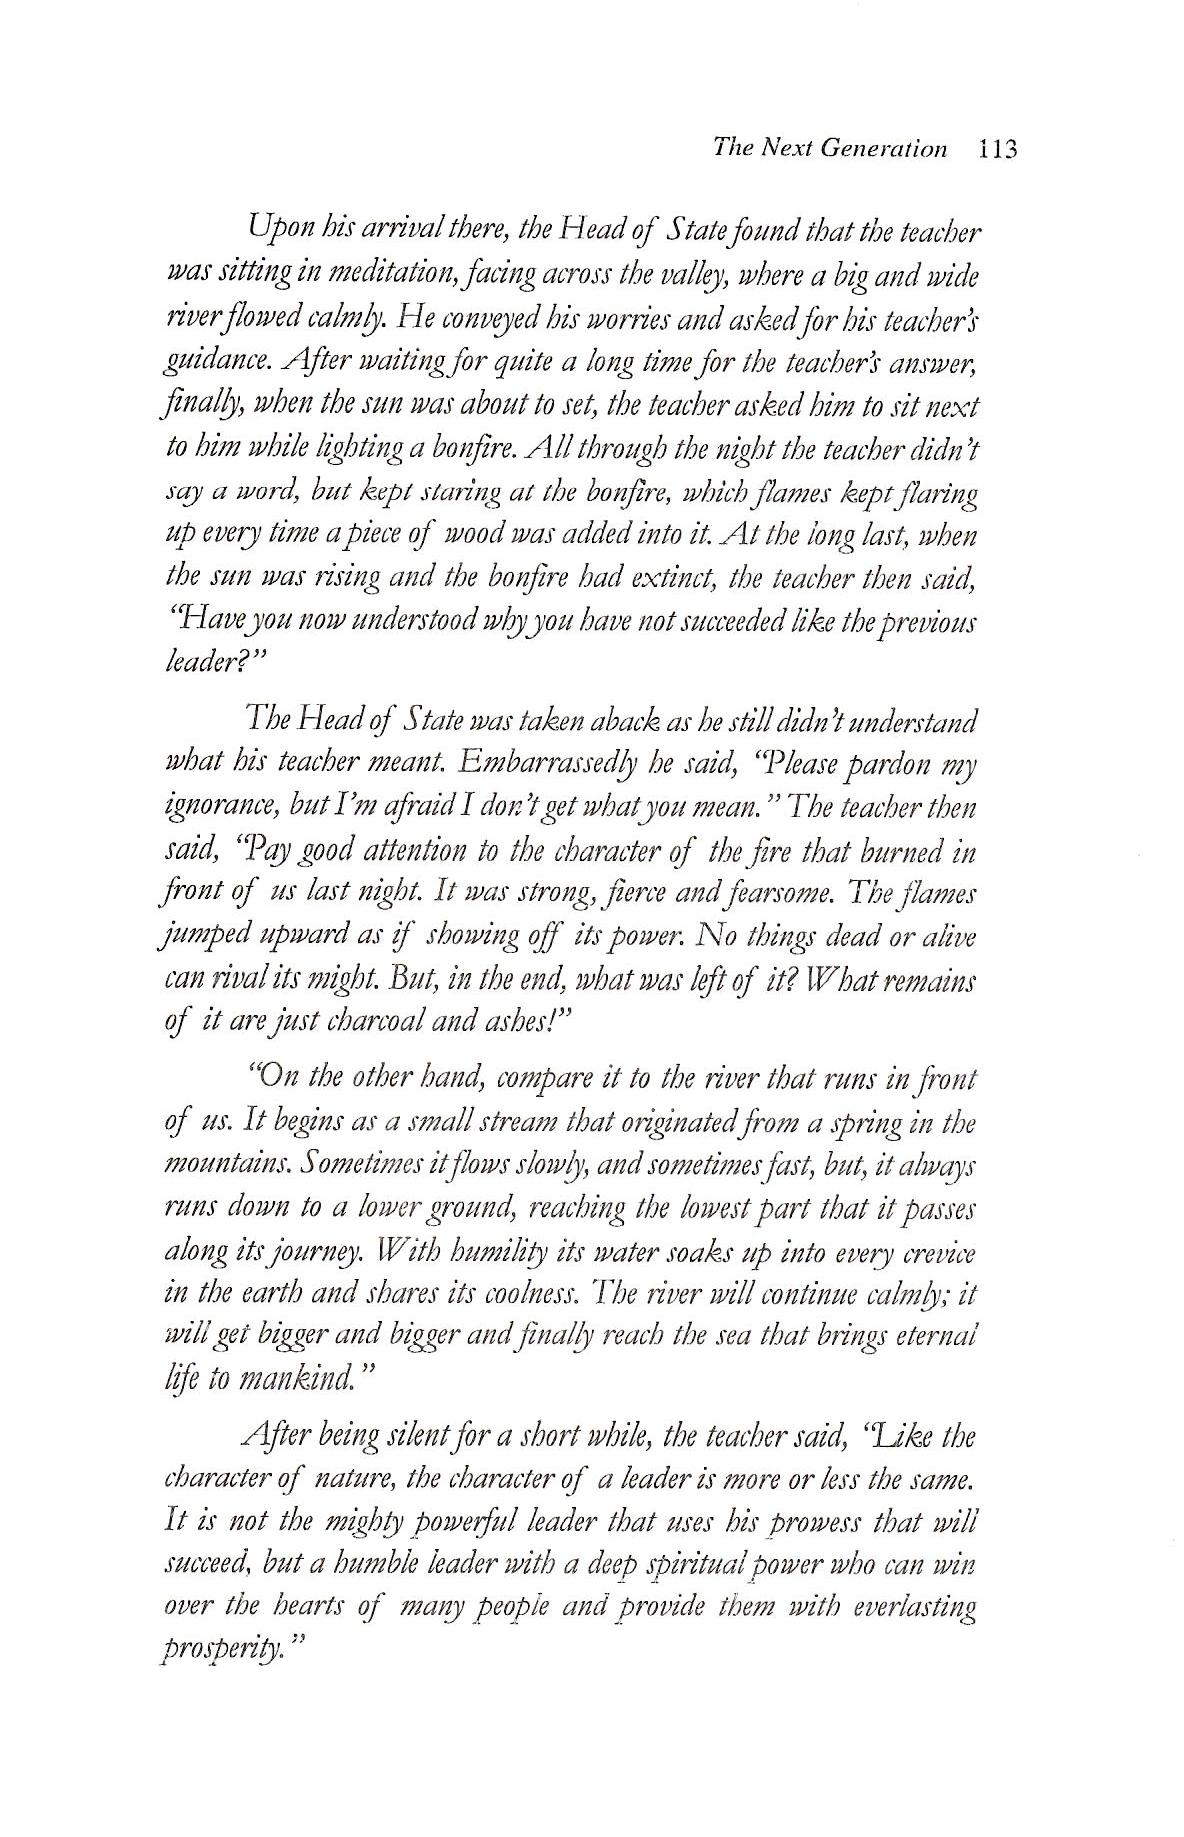 The Next Generation 113
Upon his arrival there, the Head of State found that the teacher
was sitting in meditation, facing across the valley, where a big and wide
river flowed calmly. He conveyed his worries and asked for his teacher's
guidance. After waiting for quite a long time for the teacher's answer,
finally, when the sun was about to set, the teacher asked him to sit next
to him while lighting a bonfire. All through the night the teacher didn't
say a word, but kept staring at the bonfire, which flames kept flaring
up every time a piece of wood was added into it. At the long last, when
the sun was rising and the bonfire had extinct, the teacher then said,
“Have you now understood why you have not succeeded like the previous
leader?”
The Head of State was taken aback as he still didn't understand
what his teacher meant. Embarrassedly he said, “Please pardon my
ignorance, but I'm afraid I don't get what you mean.” The teacher then
said, “Pay good attention to the character of the fire that burned in
front of us last night. It was strong, fierce and fearsome. The flames
jumped upward as if showing off its power. No things dead or alive
can rival its might. But, in the end, what was left of it? What remains
of it are just charcoal and ashes!”
“On the other hand, compare it to the river that runs in front
of us. It begins as a small stream that originated from a spring in the
mountains. Sometimes it flows slowly, and sometimes fast, but, it always
runs down to a lower ground, reaching the lowest part that it passes
along its journey. With humility its water soaks up into every crevice
in the earth and shares its coolness. The river will continue calmly; it
will get bigger and bigger and finally reach the sea that brings eternal
life to mankind.”
After being silent for a short while, the teacher said, “Like the
character of nature, the character of a leader is more or less the same.
It is not the mighty powerful leader that uses his prowess that will
succeed, but a humble leader with a deep spiritual power who can win
over the hearts of many people and provide them with everlasting
prosperity.”